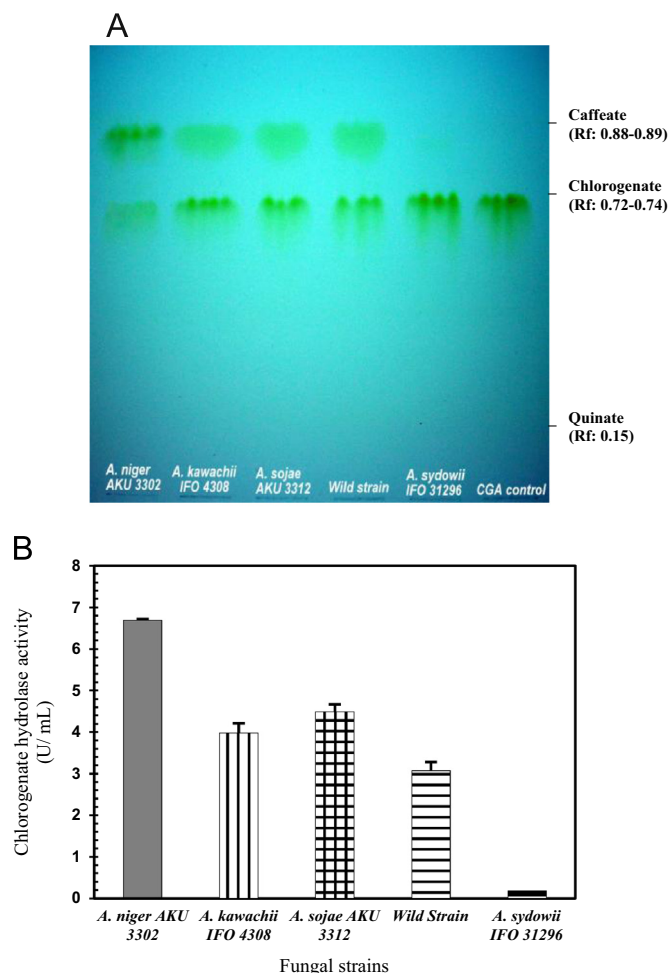 A
Caffeate
(Rf: 0.88-0.89)
Chlorogenate
(Rf: 0.72-0.74)
Quinate
(Rf: 0.15)
A. niger
AKU 3302
A. kawachii
IFO 4308
A. sojae
AKU 3312
Wild strain
A. sydowii
IFO 31296
CGA control
B
Chlorogenate hydrolase activity
(U/ mL)
8
7
6
5
4
3
2
1
0
A. niger AKU
3302
A. kawachii
IFO 4308
A. sojae AKU
3312
Wild Strain
A. sydowii
IFO 31296
Fungal strains